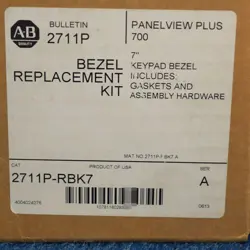 AB
QUALITY
BULLETIN
2711P
PANELVIEW PLUS
700
BEZEL
REPLACEMENT
KIT
7"
KEYPAD BEZEL
INCLUDES:
GASKETS AND
ASSEMBLY HARDWARE
CAT
PRODUCT OF USA
2711P-RBK7
A